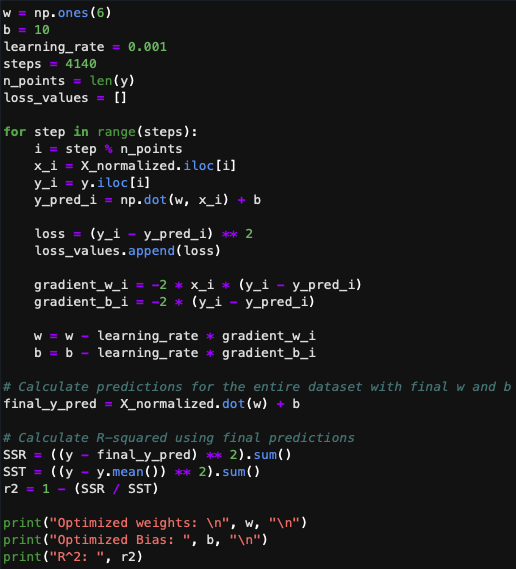 w = np.ones(6)
b = 10
learning_rate = 0.001
steps = 4140
n_points = len(y)
loss_values = []

for step in range(steps):
    i = step % n_points
    x_i = X_normalized.iloc[i]
    y_i = y.iloc[i]
    y_pred_i = np.dot(w, x_i) + b

    loss = (y_i - y_pred_i) ** 2
    loss_values.append(loss)

    gradient_w_i = -2 * x_i * (y_i - y_pred_i)
    gradient_b_i = -2 * (y_i - y_pred_i)

    w = w - learning_rate * gradient_w_i
    b = b - learning_rate * gradient_b_i

# Calculate predictions for the entire dataset with final w and b
final_y_pred = X_normalized.dot(w) + b

# Calculate R-squared using final predictions
SSR = ((y - final_y_pred) ** 2).sum()
SST = ((y - y.mean()) ** 2).sum()
r2 = 1 - (SSR / SST)

print("Optimized weights: \n", w, "\n")
print("Optimized Bias: ", b, "\n")
print("R^2: ", r2)